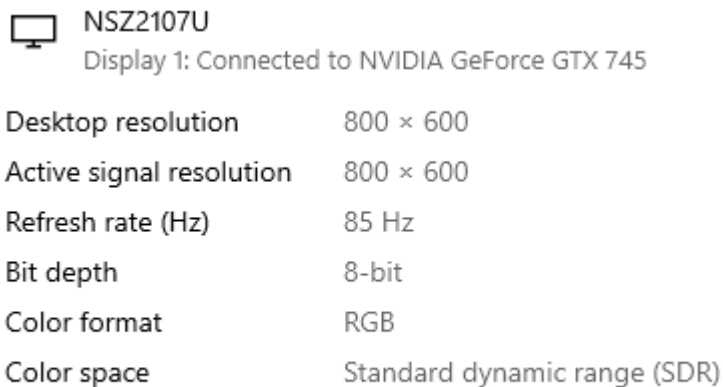 NSZ2107U
Display 1: Connected to NVIDIA GeForce GTX 745
Desktop resolution 800 × 600
Active signal resolution 800 × 600
Refresh rate (Hz) 85 Hz
Bit depth 8-bit
Color format RGB
Color space Standard dynamic range (SDR)